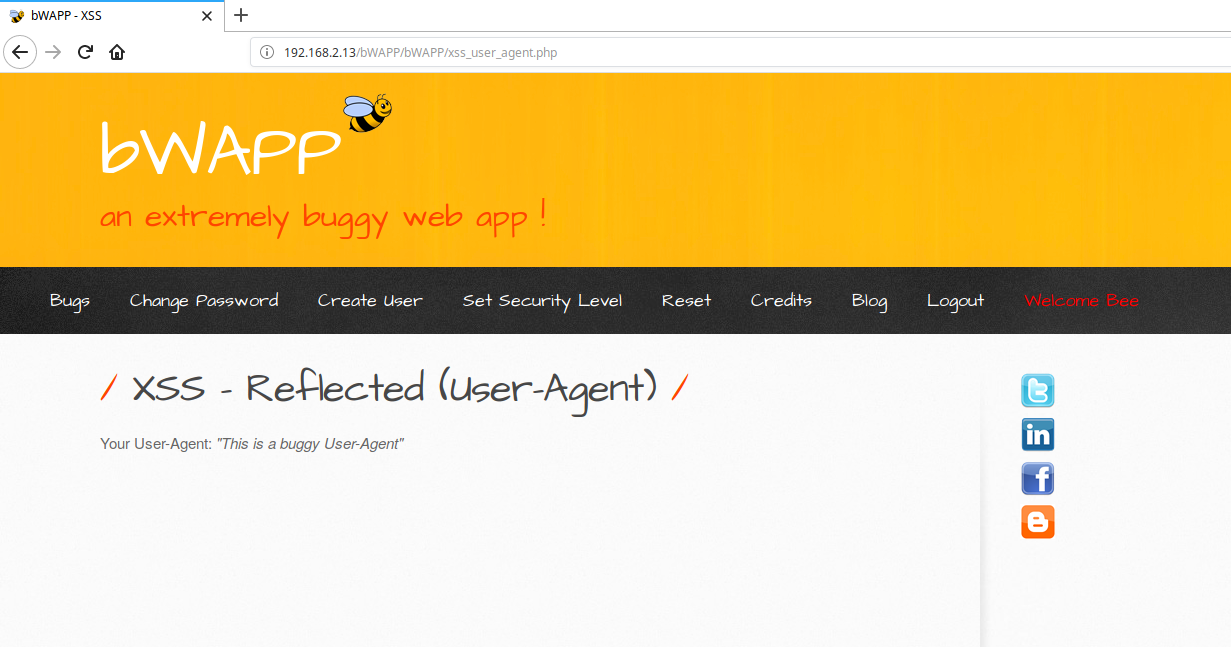 bWAPP - XSS
192.168.2.13/bWAPP/bWAPP/xss_user_agent.php
bWAPP
an extremely buggy web app !
Bugs Change Password Create User Set Security Level Reset Credits Blog Logout Welcome Bee
/ XSS - Reflected (User-Agent) /
Your User-Agent: "This is a buggy User-Agent"